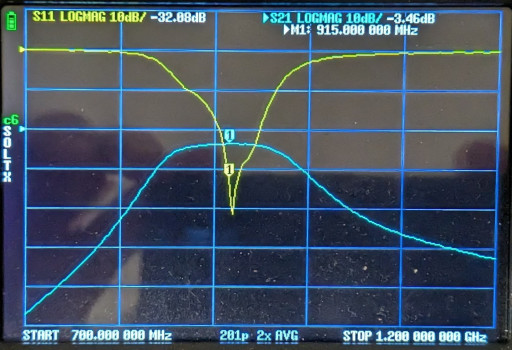 S11 LOGMAG 10dB/ -32.08dB
S21 LOGMAG 10dB/ -3.46dB
M1: 915.000 000 MHz
c6
S
O
L
T
X
1
1
START 700.000 000 MHz
201p 2x AVG
STOP 1.200 000 000 GHz